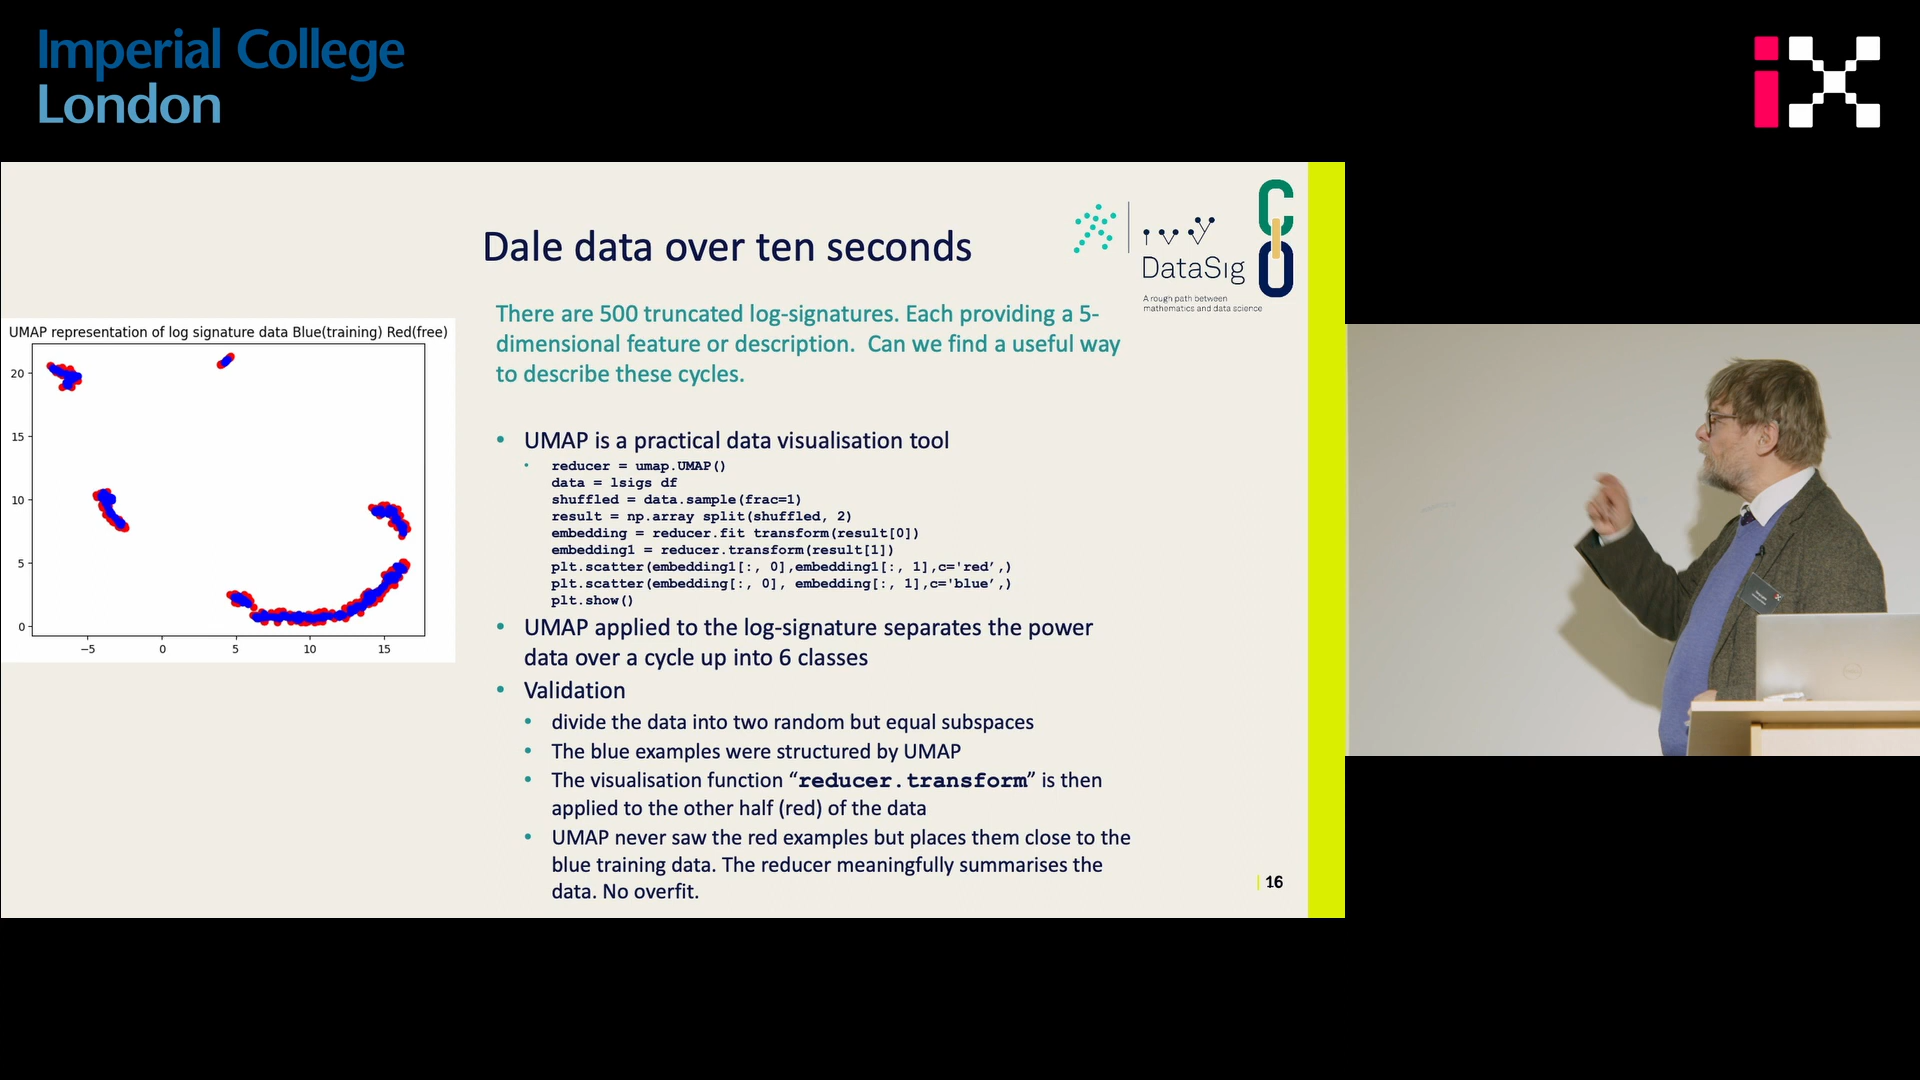 Imperial College
London
iX
Dale data over ten seconds
DataSig
A rough path between
mathematics and data science
CO
There are 500 truncated log-signatures. Each providing a 5-
dimensional feature or description.  Can we find a useful way
to describe these cycles.
UMAP representation of log signature data Blue(training) Red(free)
20
15
10
5
0
−5
0
5
10
15
• UMAP is a practical data visualisation tool
• reducer = umap.UMAP()
data = lsigs df
shuffled = data.sample(frac=1)
result = np.array split(shuffled, 2)
embedding = reducer.fit transform(result[0])
embedding1 = reducer.transform(result[1])
plt.scatter(embedding1[:, 0],embedding1[:, 1],c='red’,)
plt.scatter(embedding[:, 0], embedding[:, 1],c='blue’,)
plt.show()
• UMAP applied to the log-signature separates the power
data over a cycle up into 6 classes
• Validation
• divide the data into two random but equal subspaces
• The blue examples were structured by UMAP
• The visualisation function “reducer.transform” is then
applied to the other half (red) of the data
• UMAP never saw the red examples but places them close to the
blue training data. The reducer meaningfully summarises the
data. No overfit.
16